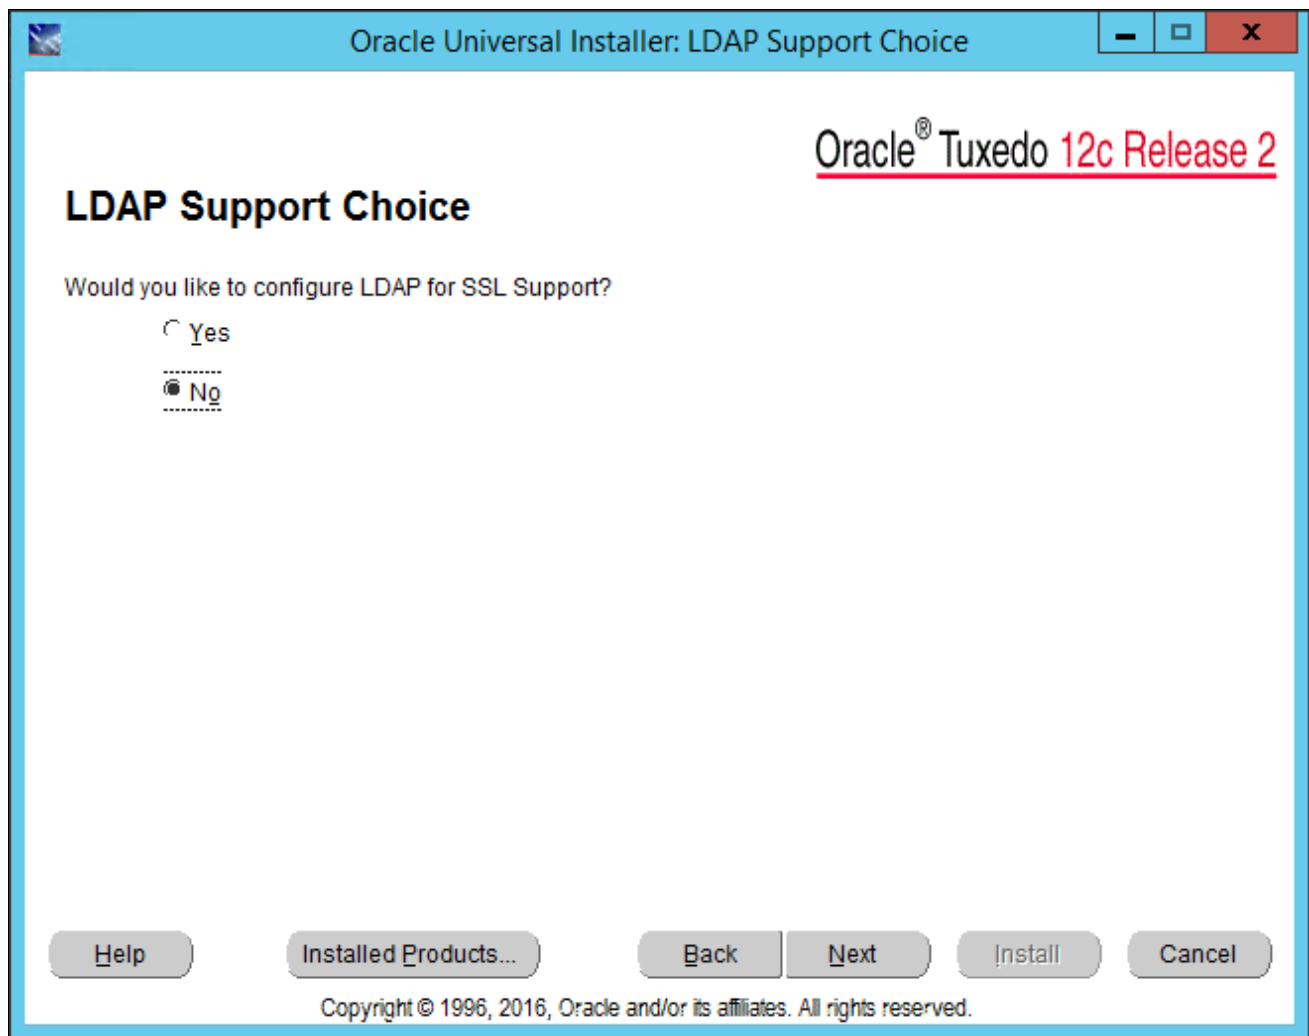 Oracle Universal Installer: LDAP Support Choice
Oracle® Tuxedo 12c Release 2
LDAP Support Choice
Would you like to configure LDAP for SSL Support?
Yes
No
Help Installed Products... Back Next Install Cancel
Copyright © 1996, 2016, Oracle and/or its affiliates. All rights reserved.